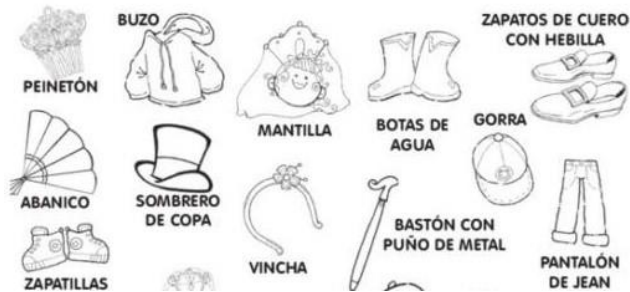 BUZO
ZAPATOS DE CUERO
CON HEBILLA
PEINETÓN
MANTILLA
BOTAS DE
AGUA
GORRA
ABANICO
SOMBRERO
DE COPA
BASTÓN CON
PUÑO DE METAL
VINCHA
PANTALÓN
DE JEAN
ZAPATILLAS